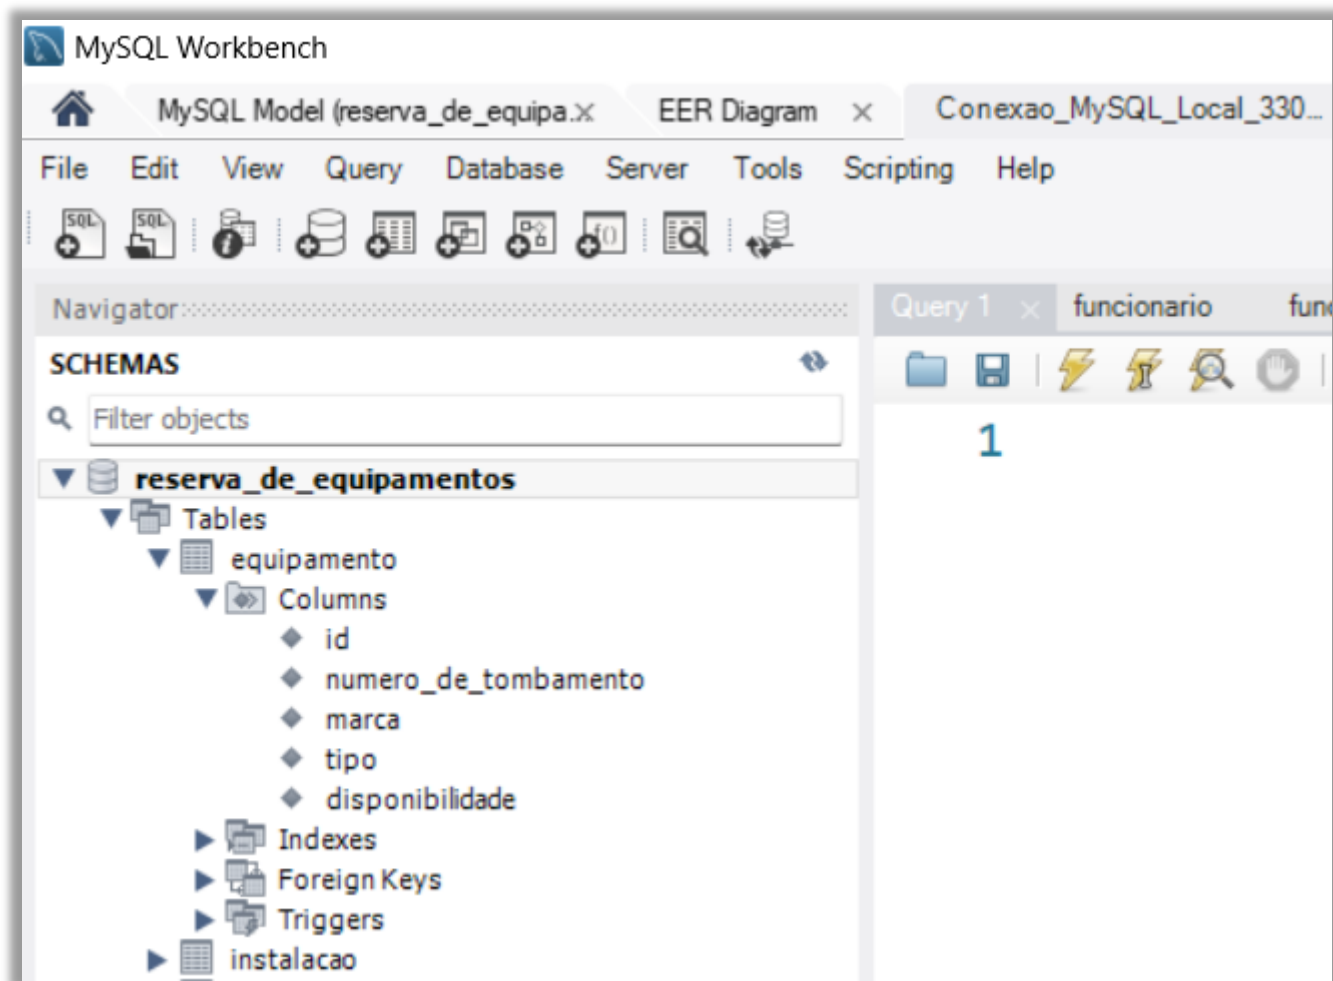 MySQL Workbench
MySQL Model (reserva_de_equipa.× EER Diagram × Conexao_MySQL_Local_330...
File Edit View Query Database Server Tools Scripting Help
SQL SQL f()
Navigator Query 1 × funcionario func
SCHEMAS
Filter objects
1
reserva_de_equipamentos
Tables
equipamento
Columns
id
numero_de_tombamento
marca
tipo
disponibilidade
Indexes
Foreign Keys
Triggers
instalacao